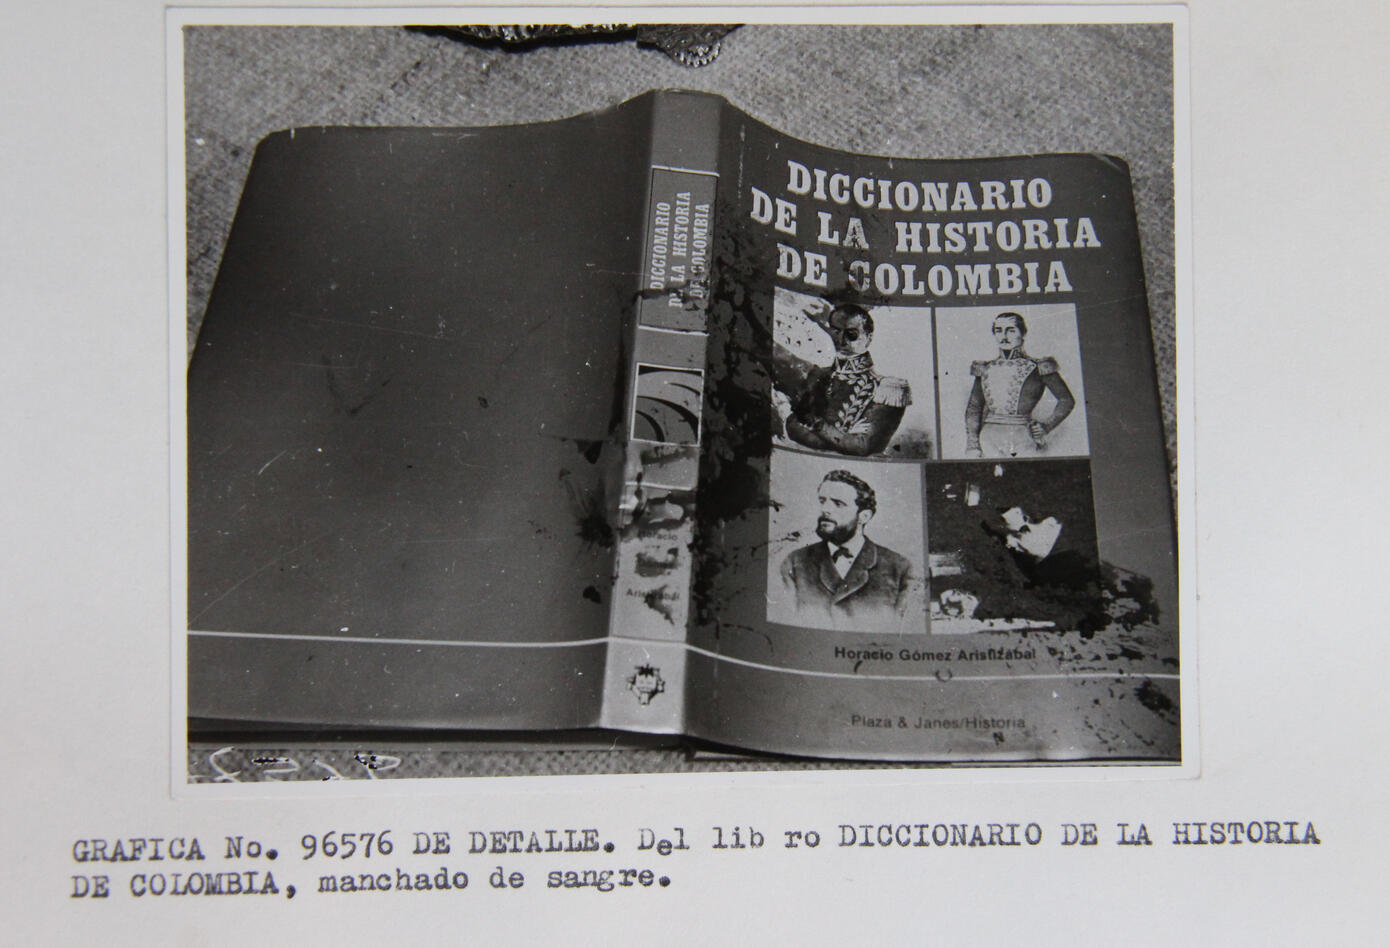 DICCIONARIO
DE LA HISTORIA
DE COLOMBIA
DICCIONARIO
DE LA HISTORIA
DE COLOMBIA
Horacio
Horacio Gómez Aristizábal
Plaza & Janes/Historia
GRAFICA No. 96576 DE DETALLE. Del lib ro DICCIONARIO DE LA HISTORIA
DE COLOMBIA, manchado de sangre.